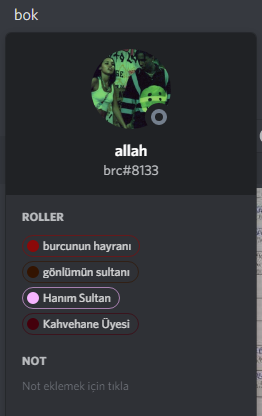 bok
allah
brc#8133
ROLLER
burcunun hayranı
gönlümün sultanı
Hanım Sultan
Kahvehane Üyesi
NOT
Not eklemek için tıkla